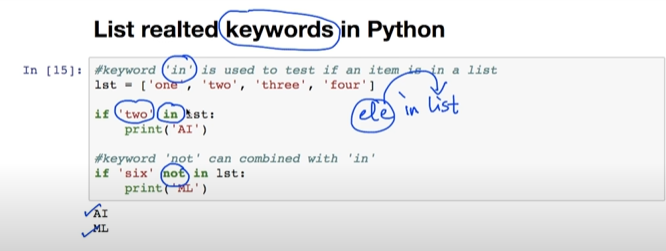 List realted keywords in Python
In [15]: #keyword 'in' is used to test if an item is in a list
lst = ['one', 'two', 'three', 'four']
if 'two' in lst:
print('AI')
ele in list
#keyword 'not' can combined with 'in'
if 'six' not in lst:
print('ML')
AI
ML